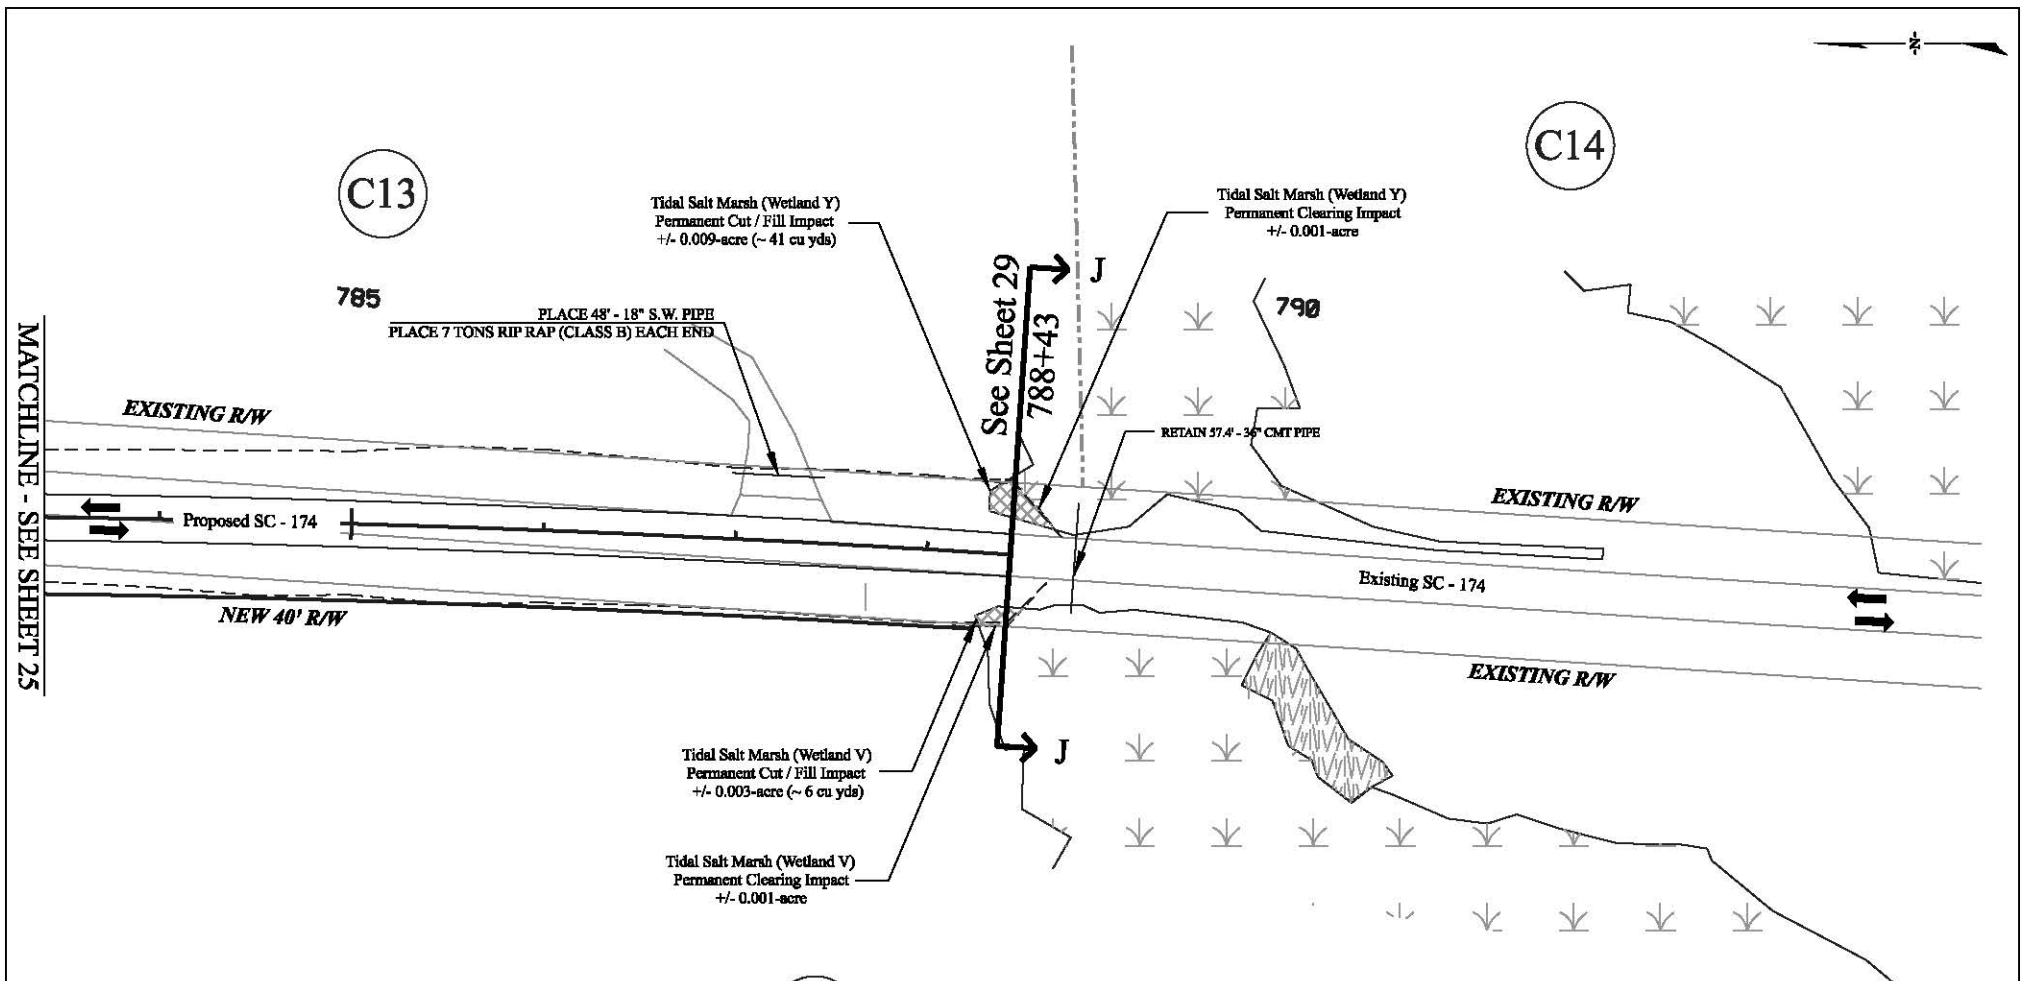 N
C13
C14
Tidal Salt Marsh (Wetland Y)
Permanent Cut / Fill Impact
+/- 0.009-acre (~ 41 cu yds)
Tidal Salt Marsh (Wetland Y)
Permanent Clearing Impact
+/- 0.001-acre
See Sheet 29
788+43
J
785
790
PLACE 48' - 18" S.W. PIPE
PLACE 7 TONS RIP RAP (CLASS B) EACH END
MATCHLINE - SEE SHEET 25
EXISTING R/W
RETAIN 57.4' - 36" CMT PIPE
EXISTING R/W
Proposed SC - 174
Existing SC - 174
NEW 40' R/W
EXISTING R/W
Tidal Salt Marsh (Wetland V)
Permanent Cut / Fill Impact
+/- 0.003-acre (~ 6 cu yds)
J
Tidal Salt Marsh (Wetland V)
Permanent Clearing Impact
+/- 0.001-acre